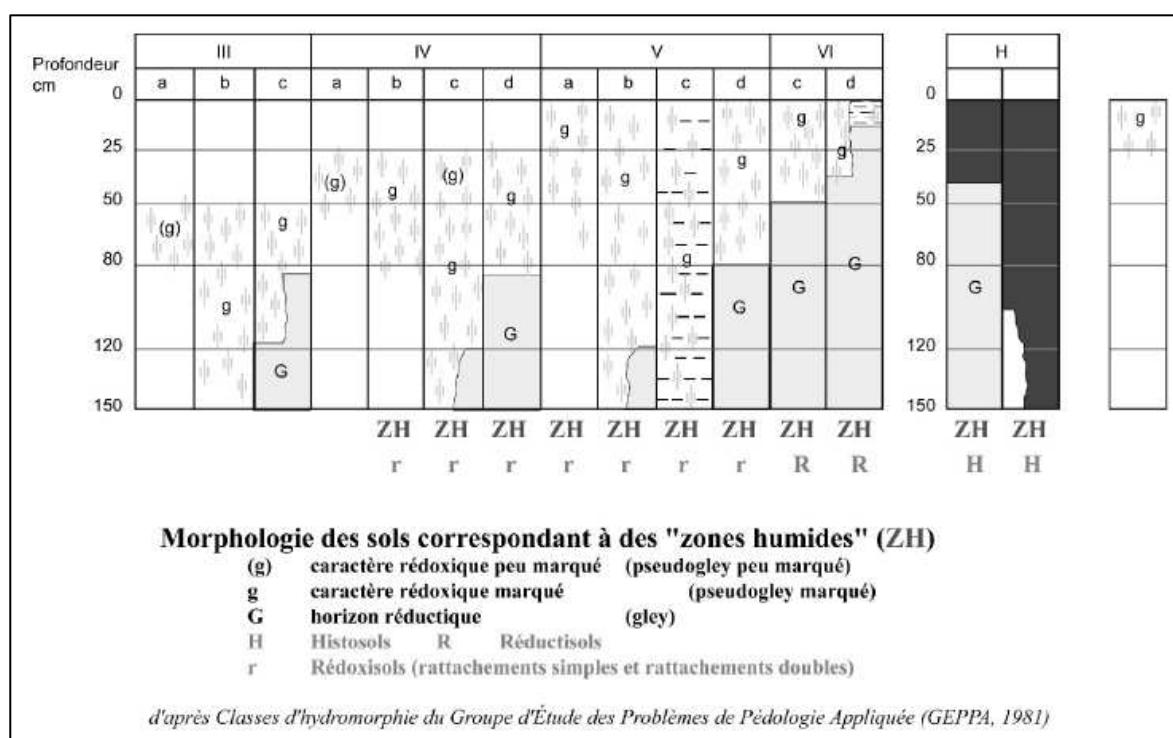 III IV V VI H
Profondeur
cm
a b c a b c d a b c d c d
0 0
g g g
25 25
(g) (g) g g g
g g
50 50
(g) g g
80 80
g g g G
g G G G G
120 120
G
150 150
ZH ZH ZH ZH ZH ZH ZH ZH ZH ZH ZH
r r r r r r r R R H H
Morphologie des sols correspondant à des "zones humides" (ZH)
(g) caractère rédoxique peu marqué (pseudogley peu marqué)
g caractère rédoxique marqué (pseudogley marqué)
G horizon réductique (gley)
H Histosols R Réductisols
r Rédoxisols (rattachements simples et rattachements doubles)
d'après Classes d'hydromorphie du Groupe d'Étude des Problèmes de Pédologie Appliquée (GEPPA, 1981)